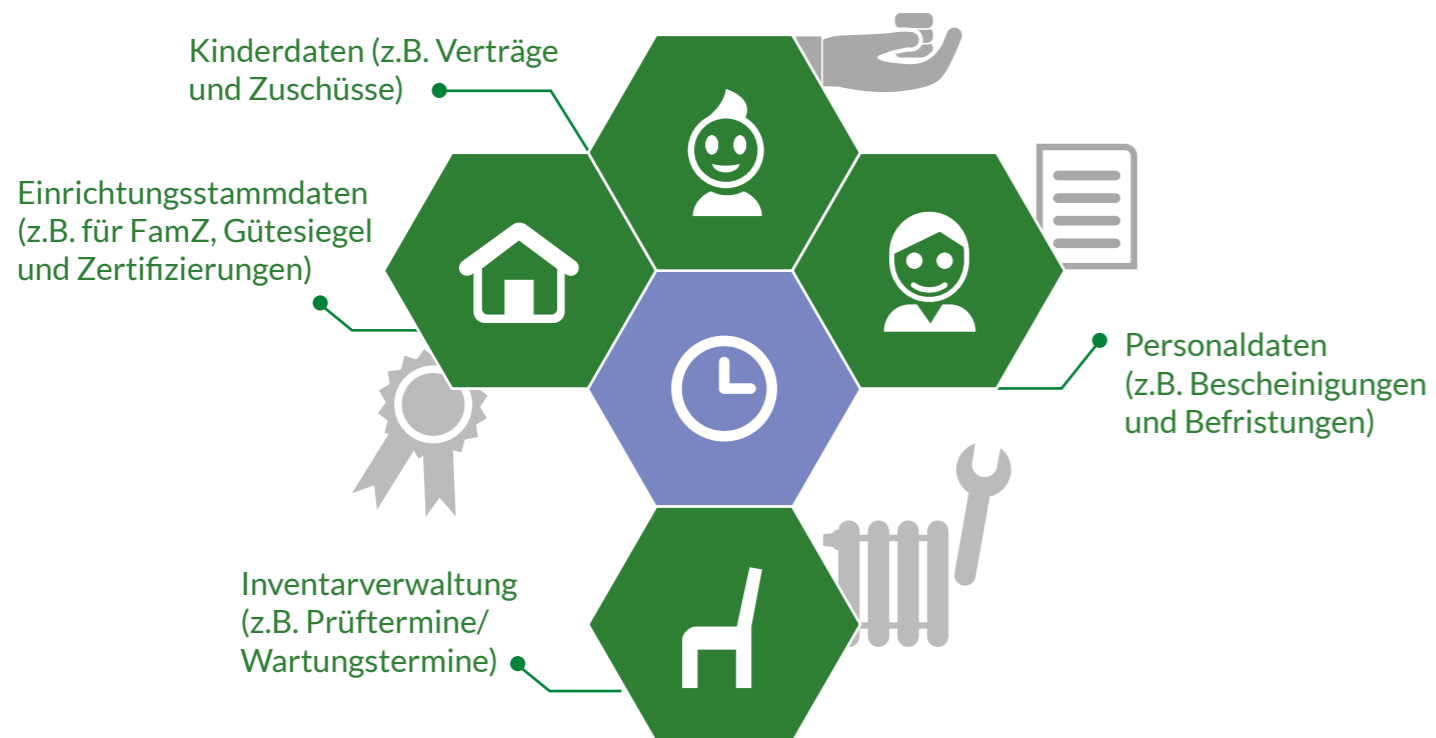 Kinderdaten (z.B. Verträge
und Zuschüsse)
Einrichtungsstammdaten
(z.B. für FamZ, Gütesiegel
und Zertifizierungen)
Personaldaten
(z.B. Bescheinigungen
und Befristungen)
Inventarverwaltung
(z.B. Prüftermine/
Wartungstermine)